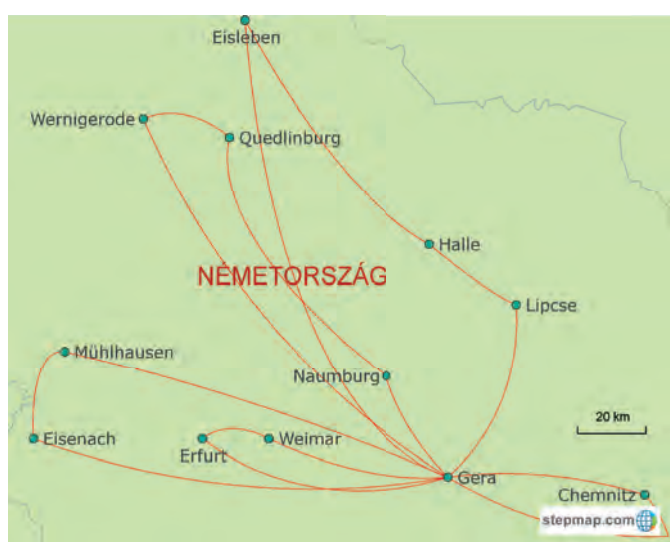 Eisleben
Wernigerode
Quedlinburg
Halle
NÉMETORSZÁG
Lipcse
Mühlhausen
Naumburg
20 km
Eisenach
Weimar
Erfurt
Gera
Chemnitz
stepmap.com